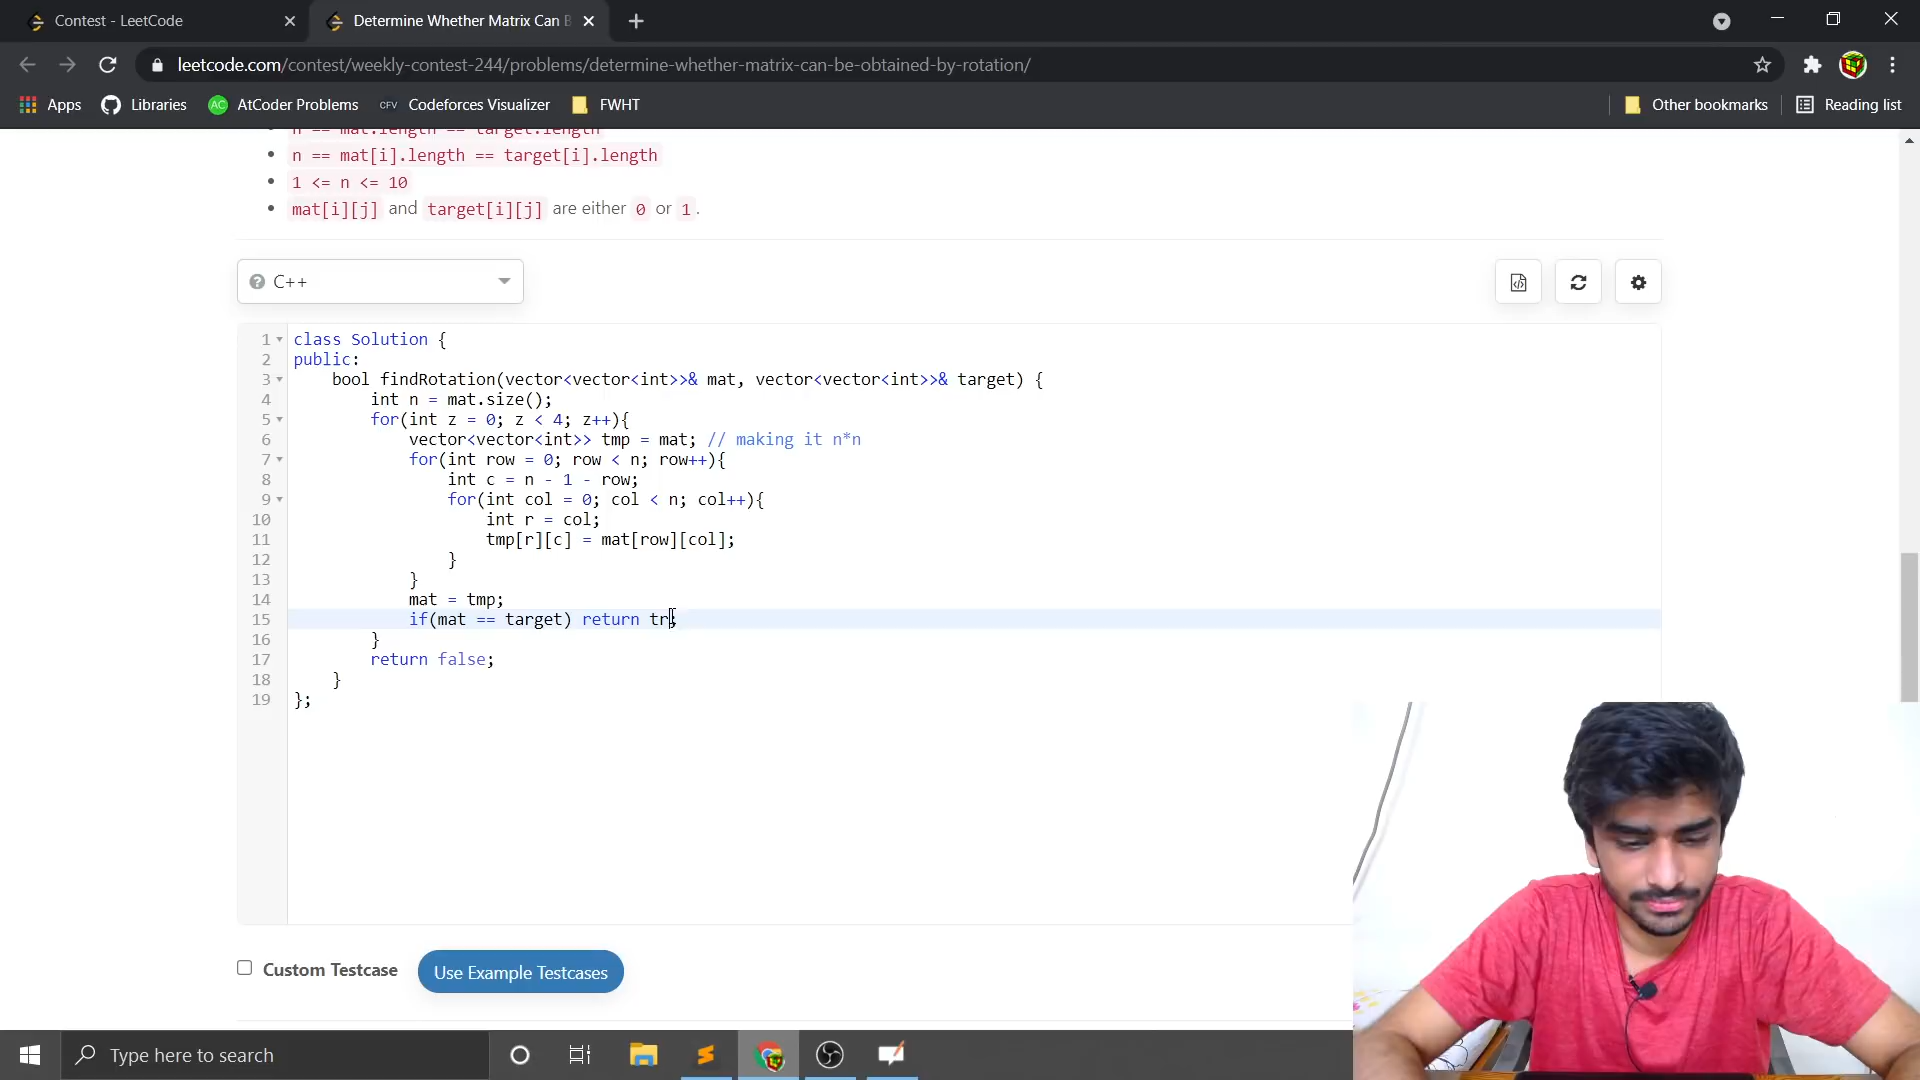 Contest - LeetCode
Determine Whether Matrix Can B
leetcode.com/contest/weekly-contest-244/problems/determine-whether-matrix-can-be-obtained-by-rotation/
Apps Libraries AC AtCoder Problems CFV Codeforces Visualizer FWHT Other bookmarks Reading list
n == mat.length == target.length
n == mat[i].length == target[i].length
1 <= n <= 10
mat[i][j] and target[i][j] are either 0 or 1.
C++
1 class Solution {
2 public:
3 bool findRotation(vector<vector<int>>& mat, vector<vector<int>>& target) {
4 int n = mat.size();
5 for(int z = 0; z < 4; z++){
6 vector<vector<int>> tmp = mat; // making it n*n
7 for(int row = 0; row < n; row++){
8 int c = n - 1 - row;
9 for(int col = 0; col < n; col++){
10 int r = col;
11 tmp[r][c] = mat[row][col];
12 }
13 }
14 mat = tmp;
15 if(mat == target) return tr;
16 }
17 return false;
18 }
19 };
Custom Testcase
Use Example Testcases
Type here to search